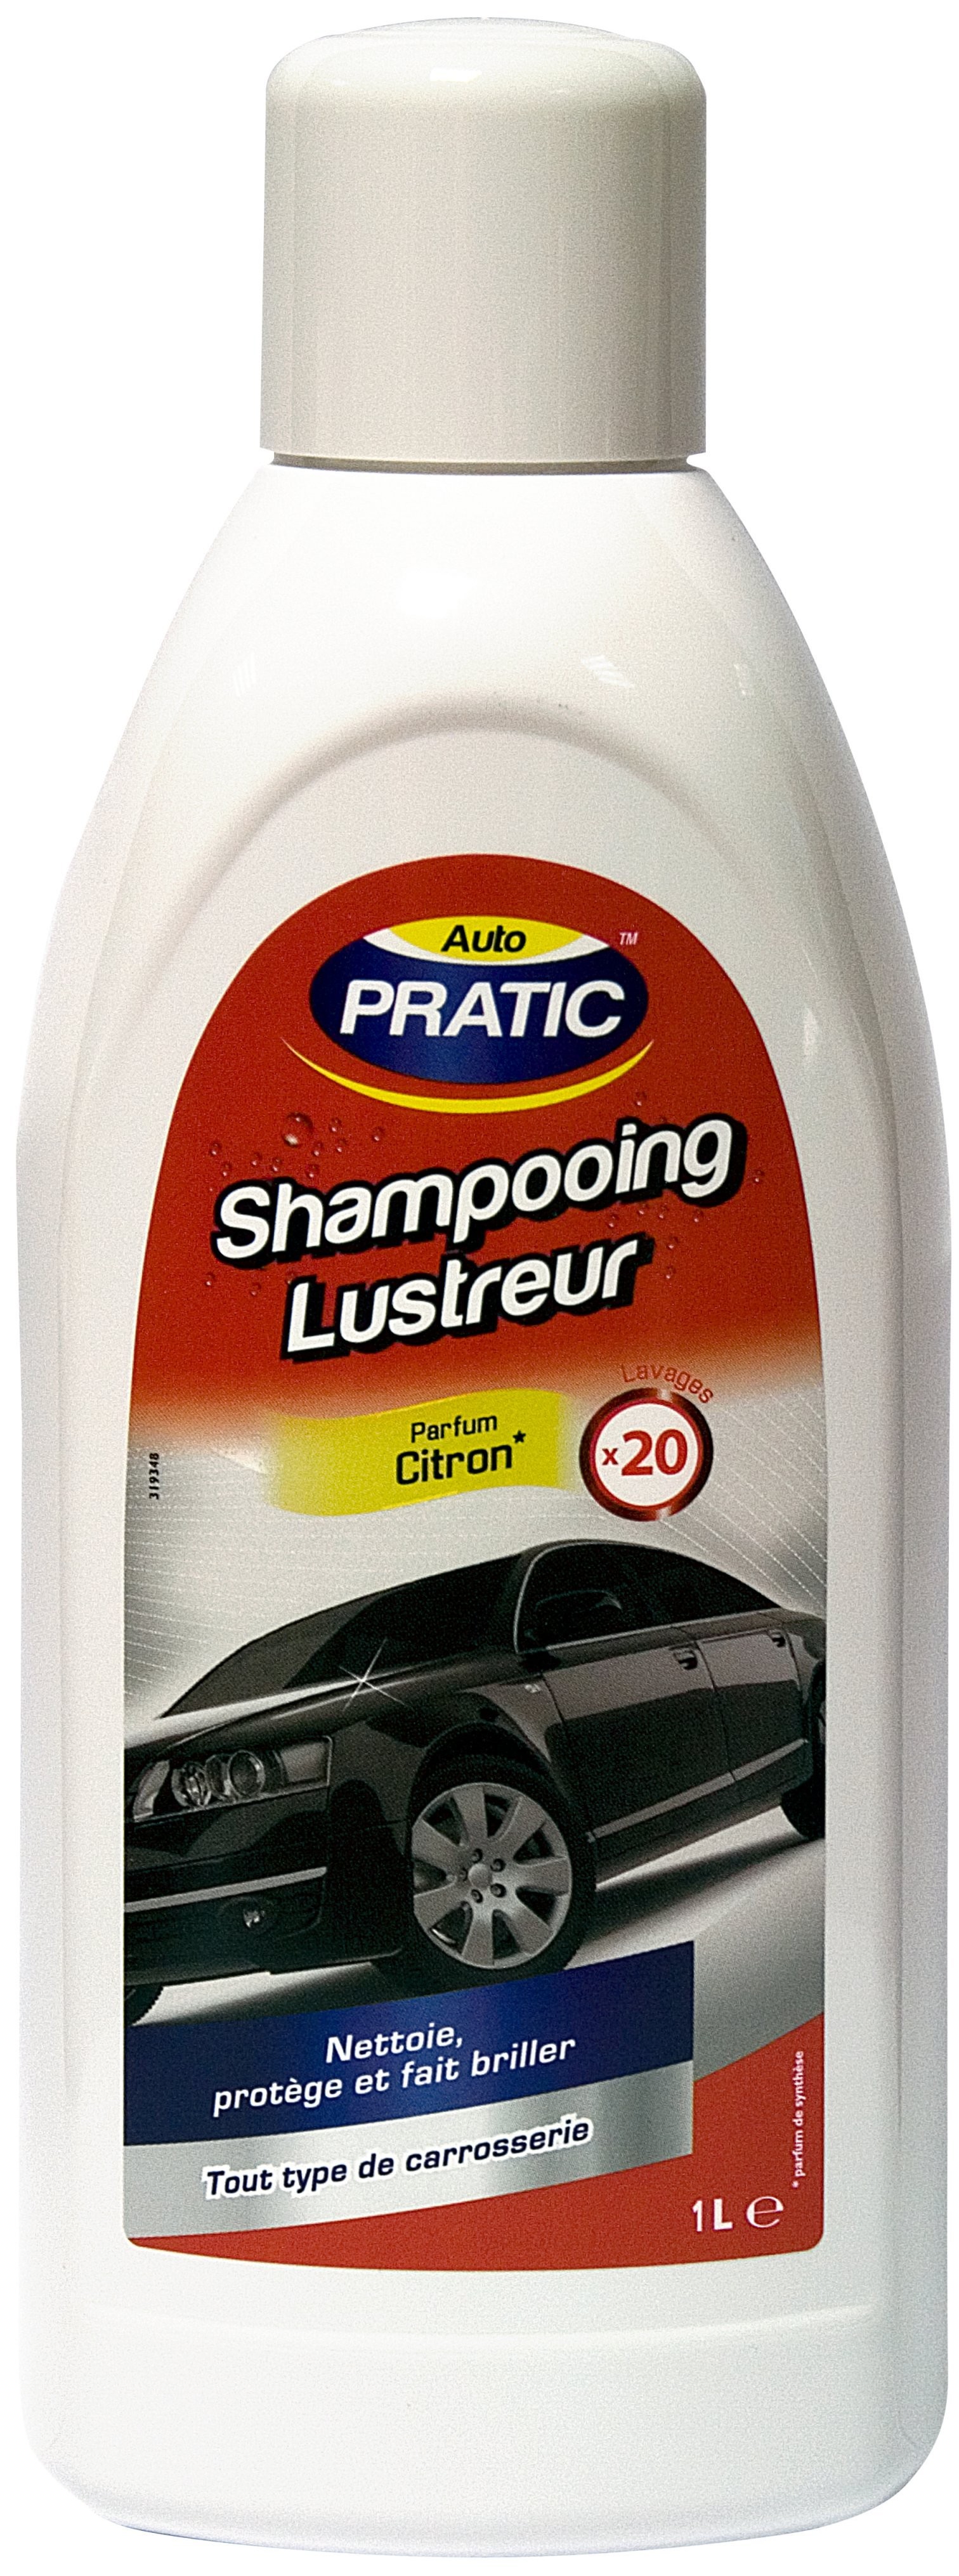 Auto
PRATIC
TM
Shampooing
Lustreur
Parfum
Citron*
Lavages
x20
319348
Nettoie,
protège et fait briller
Tout type de carrosserie
* parfum de synthèse
1L ℮